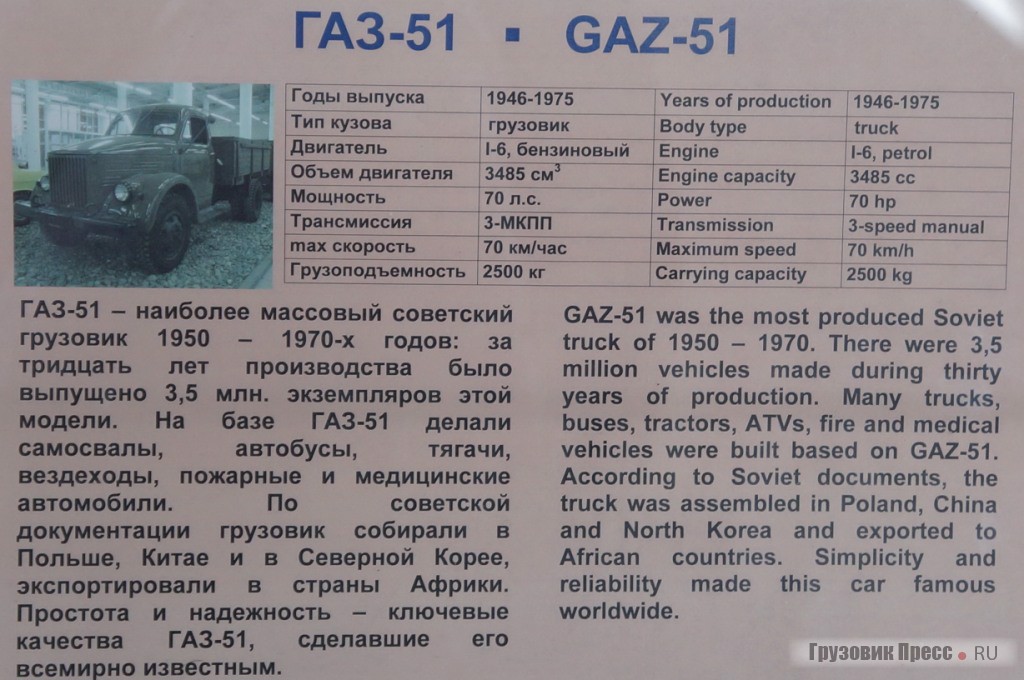 ГАЗ-51 ▪ GAZ-51
Годы выпуска 1946-1975 Years of production 1946-1975
Тип кузова грузовик Body type truck
Двигатель I-6, бензиновый Engine I-6, petrol
Объем двигателя 3485 см³ Engine capacity 3485 cc
Мощность 70 л.с. Power 70 hp
Трансмиссия 3-МКПП Transmission 3-speed manual
max скорость 70 км/час Maximum speed 70 km/h
Грузоподъемность 2500 кг Carrying capacity 2500 kg
ГАЗ-51 – наиболее массовый советский
грузовик 1950 – 1970-х годов: за
тридцать лет производства было
выпущено 3,5 млн. экземпляров этой
модели. На базе ГАЗ-51 делали
самосвалы, автобусы, тягачи,
вездеходы, пожарные и медицинские
автомобили. По советской
документации грузовик собирали в
Польше, Китае и в Северной Корее,
экспортировали в страны Африки.
Простота и надежность – ключевые
качества ГАЗ-51, сделавшие его
всемирно известным.
GAZ-51 was the most produced Soviet
truck of 1950 – 1970. There were 3,5
million vehicles made during thirty
years of production. Many trucks,
buses, tractors, ATVs, fire and medical
vehicles were built based on GAZ-51.
According to Soviet documents, the
truck was assembled in Poland, China
and North Korea and exported to
African countries. Simplicity and
reliability made this car famous
worldwide.
Грузовик Пресс • RU